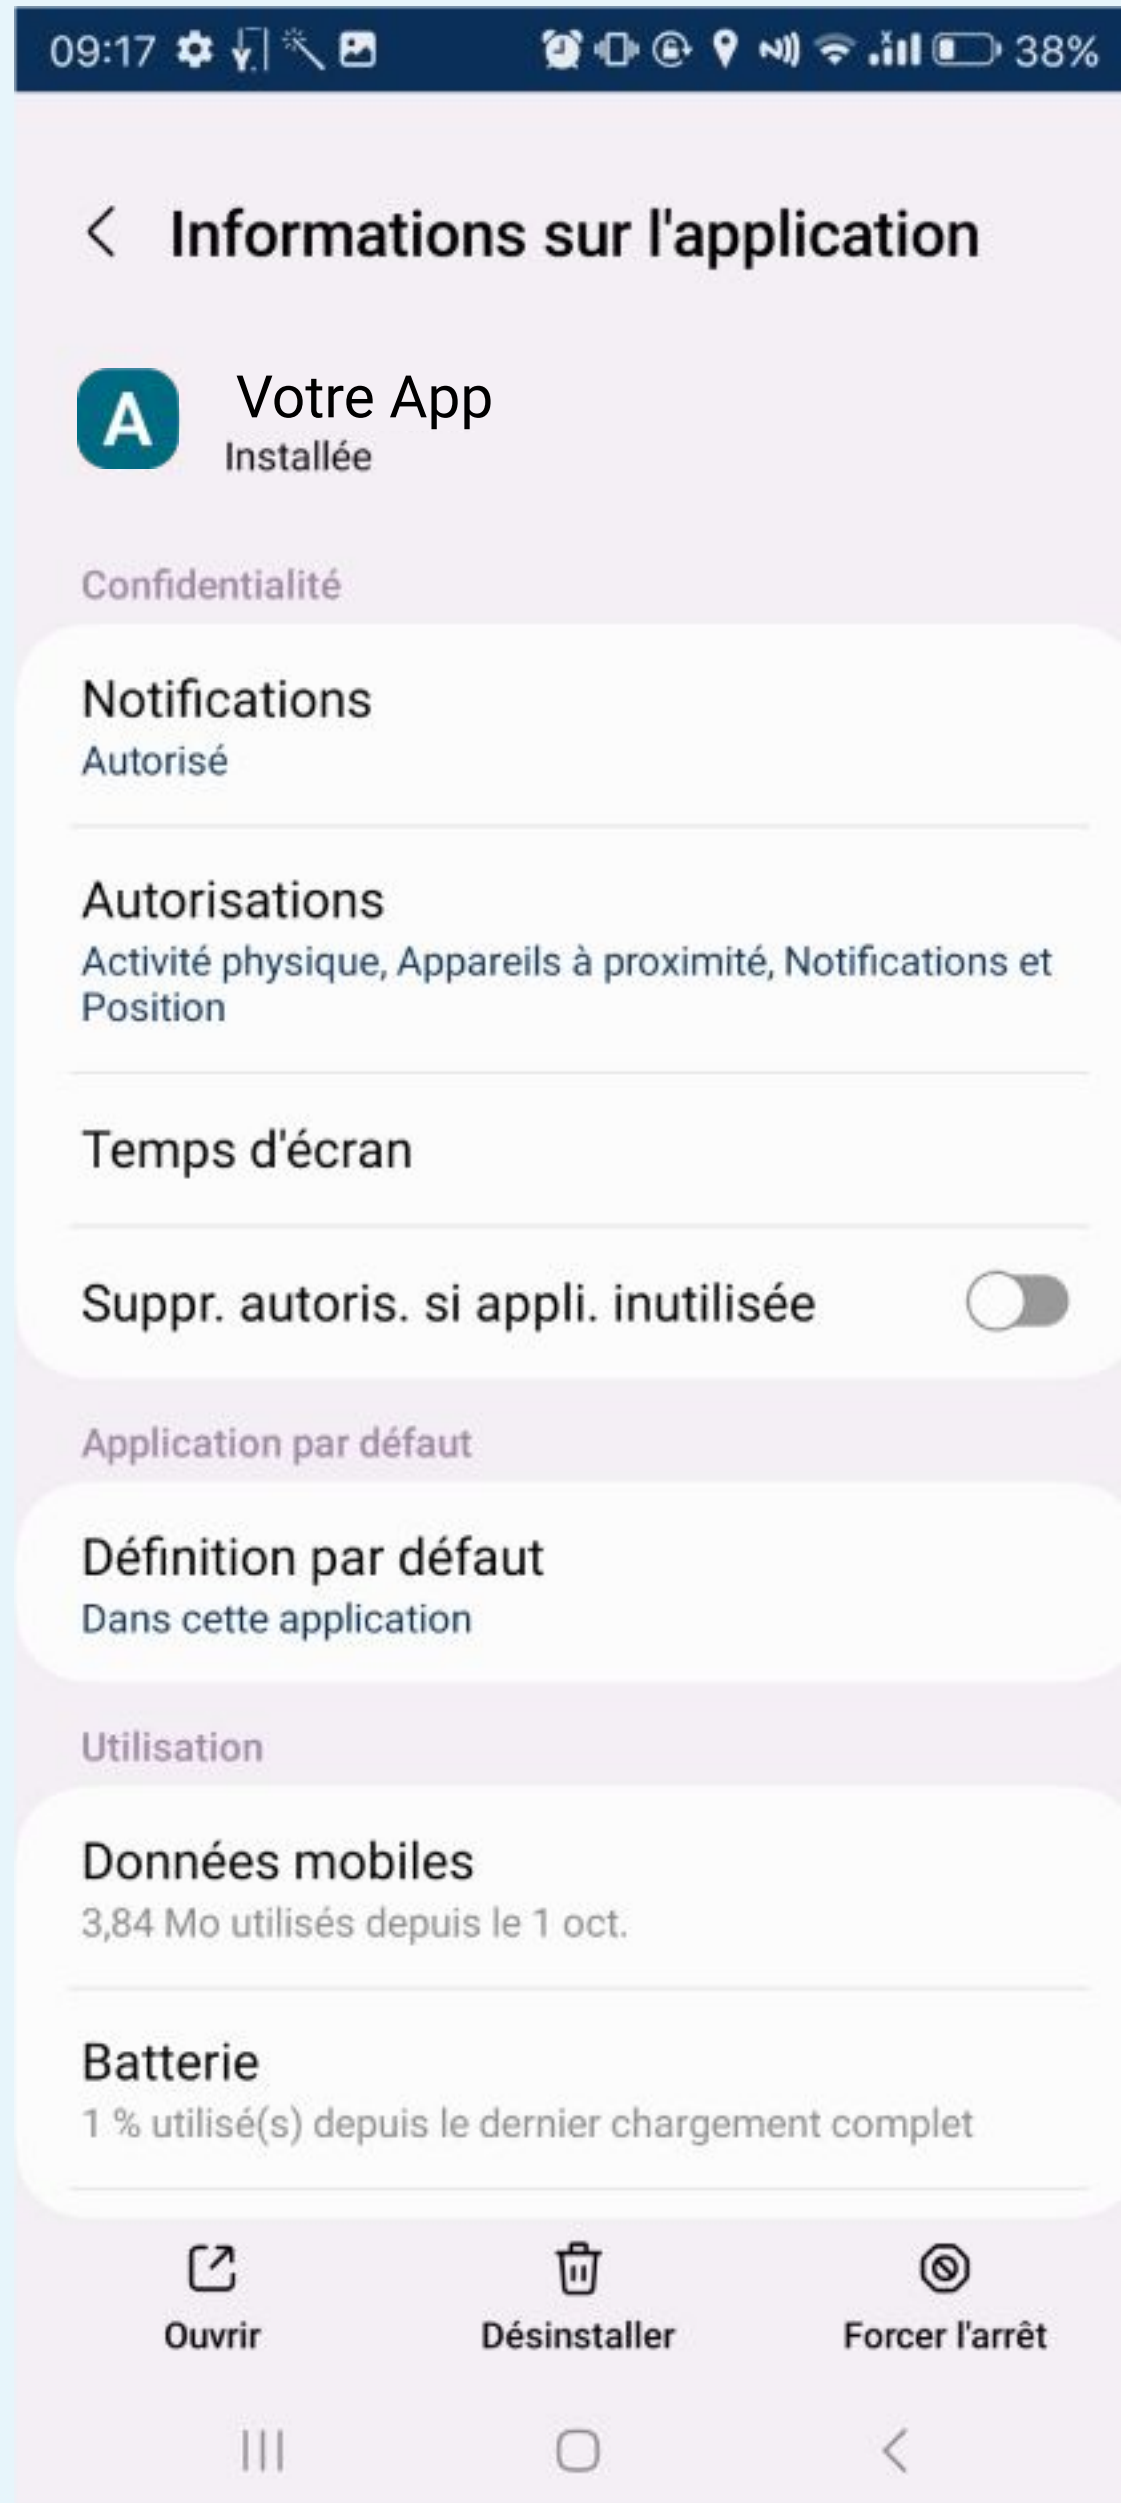 09:17 38%
Informations sur l'application
A Votre App
Installée
Confidentialité
Notifications
Autorisé
Autorisations
Activité physique, Appareils à proximité, Notifications et
Position
Temps d'écran
Suppr. autoris. si appli. inutilisée
Application par défaut
Définition par défaut
Dans cette application
Utilisation
Données mobiles
3,84 Mo utilisés depuis le 1 oct.
Batterie
1 % utilisé(s) depuis le dernier chargement complet
Ouvrir Désinstaller Forcer l'arrêt